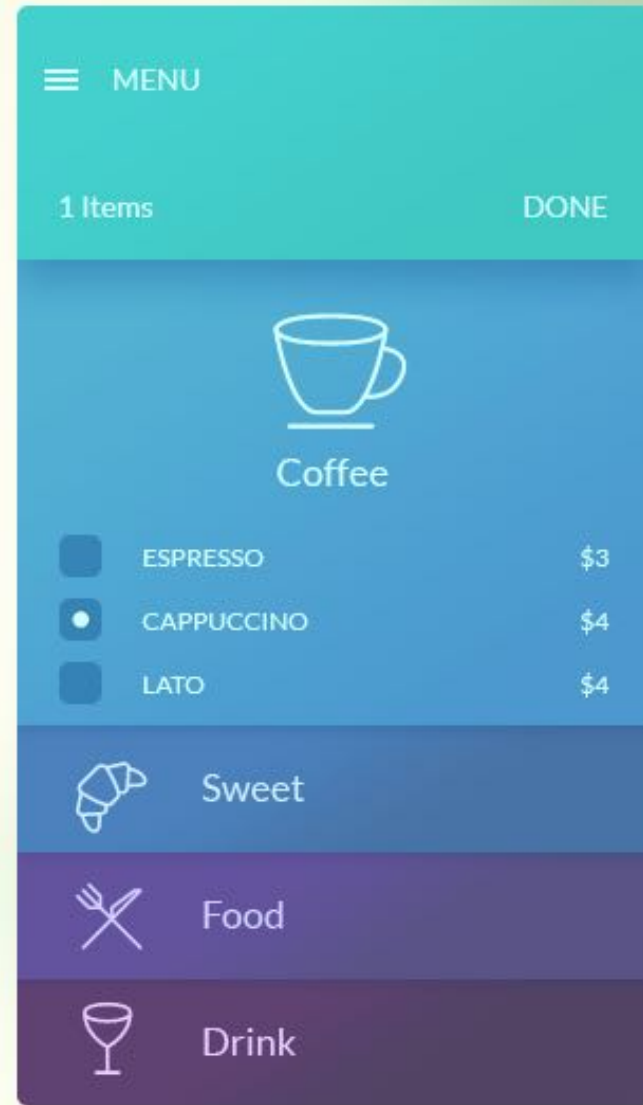 MENU
1 Items DONE
Coffee
ESPRESSO $3
CAPPUCCINO $4
LATO $4
Sweet
Food
Drink